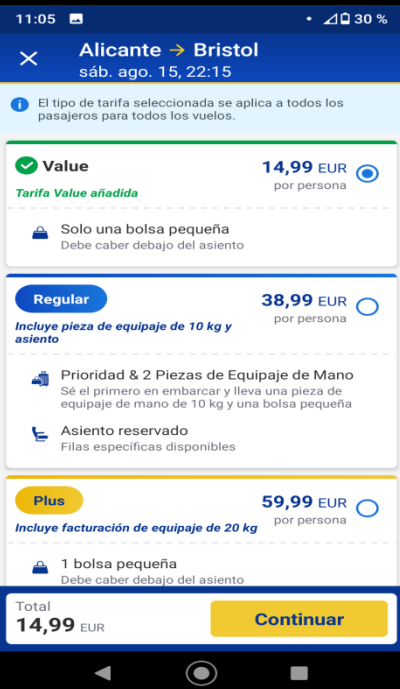 11:05
30 %
Alicante → Bristol
sáb. ago. 15, 22:15
El tipo de tarifa seleccionada se aplica a todos los
pasajeros para todos los vuelos.
Value
14,99 EUR
por persona
Tarifa Value añadida
Solo una bolsa pequeña
Debe caber debajo del asiento
Regular
38,99 EUR
por persona
Incluye pieza de equipaje de 10 kg y
asiento
Prioridad & 2 Piezas de Equipaje de Mano
Sé el primero en embarcar y lleva una pieza de
equipaje de mano de 10 kg y una bolsa pequeña
Asiento reservado
Filas específicas disponibles
Plus
59,99 EUR
por persona
Incluye facturación de equipaje de 20 kg
1 bolsa pequeña
Debe caber debajo del asiento
Total
14,99 EUR
Continuar